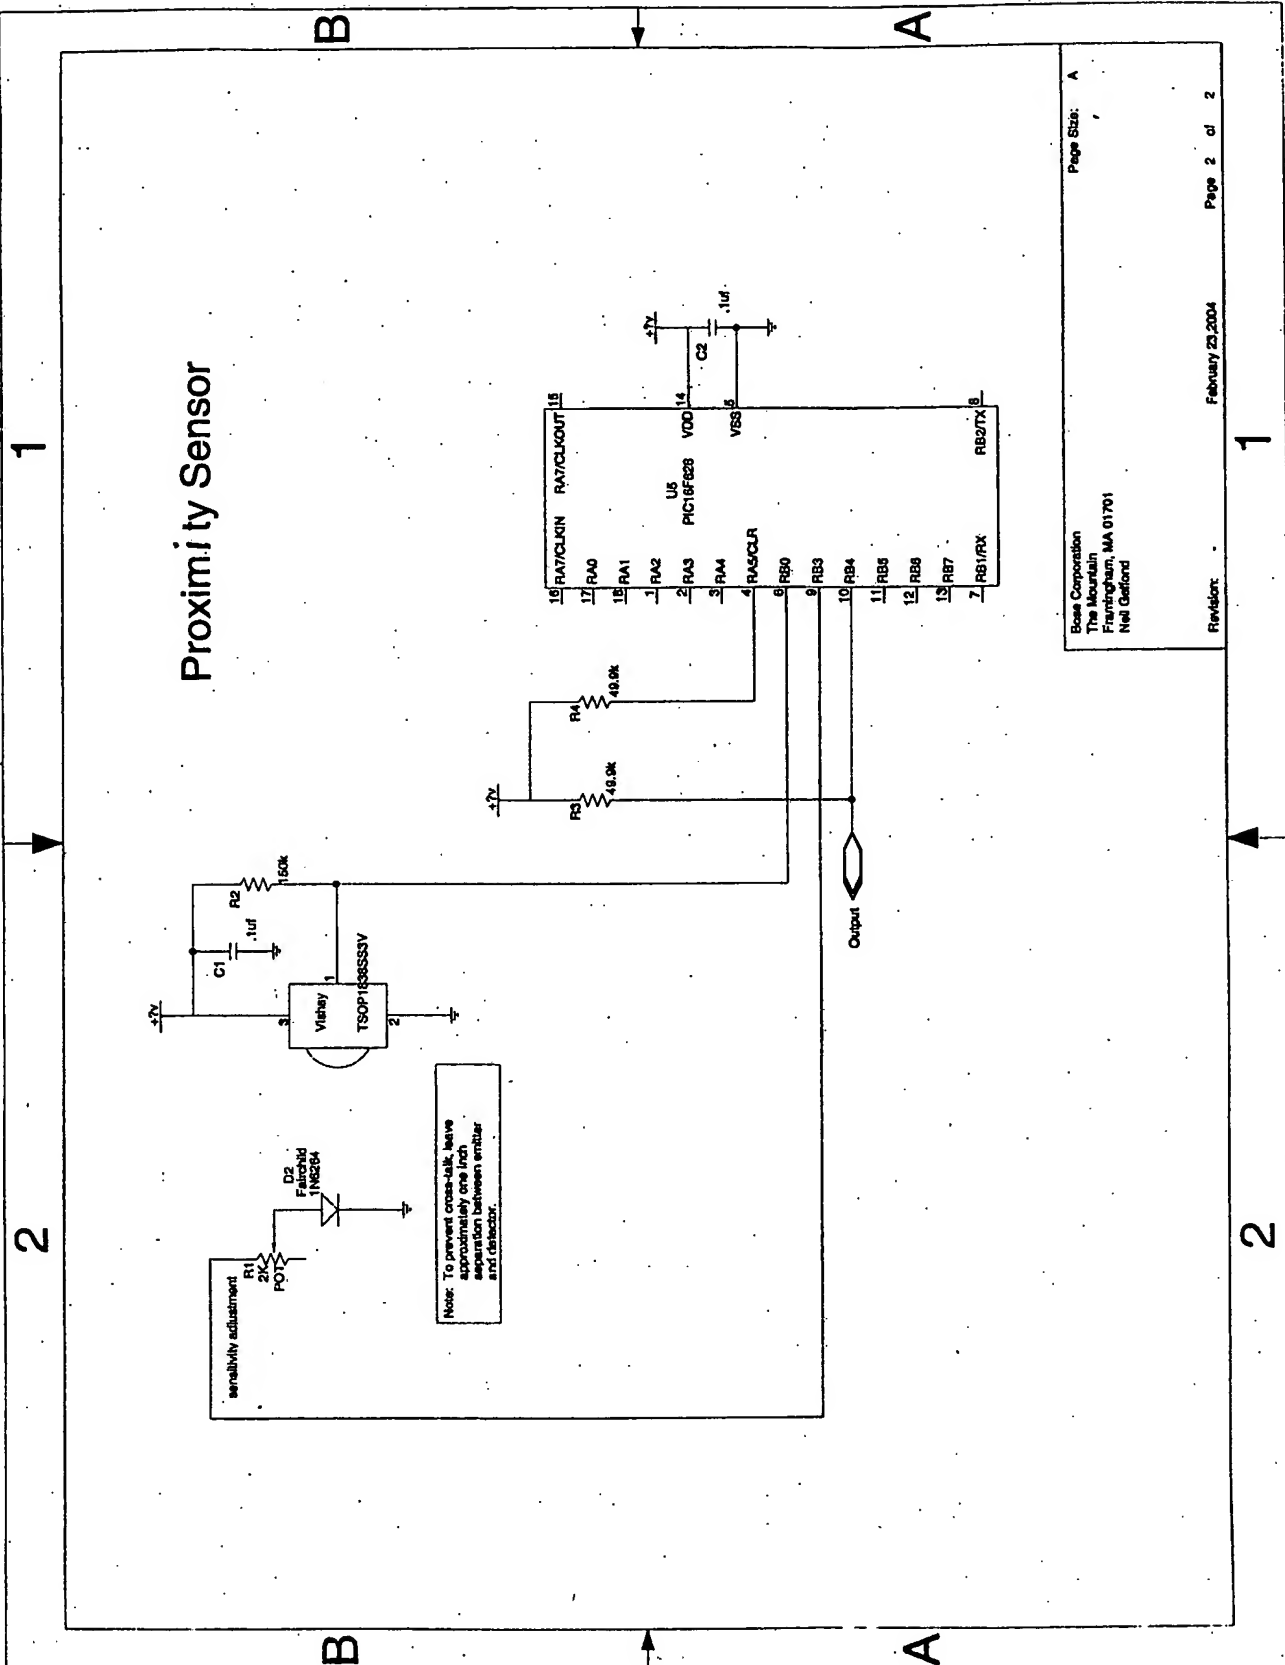 2
1
B
A
Proximity Sensor
sensitivity adjustment
R1
2K
POT
D2
Fairchild
1N6264
+?v
C1
.1uf
R2
150k
3
Vishay
1
TSOP1838SS3V
2
Note: To prevent cross-talk, leave
approximately one inch
separation between emitter
and detector.
+?v
R3
49.9k
R4
49.9k
Output
16 RA7/CLKIN RA7/CLKOUT 15
17 RA0
18 RA1
1 RA2
2 RA3
3 RA4
4 RA5/CLR
6 RB0
9 RB3
10 RB4
11 RB5
12 RB6
13 RB7
7 RB1/RX
U5
PIC16F628
VDD 14
VSS 5
RB2/TX 8
+?v
C2
.1uf
Bose Corporation
The Mountain
Framingham, MA 01701
Page Size: A
Revision: -
February 23,2004
Page 2 of 2
B
A
2
1